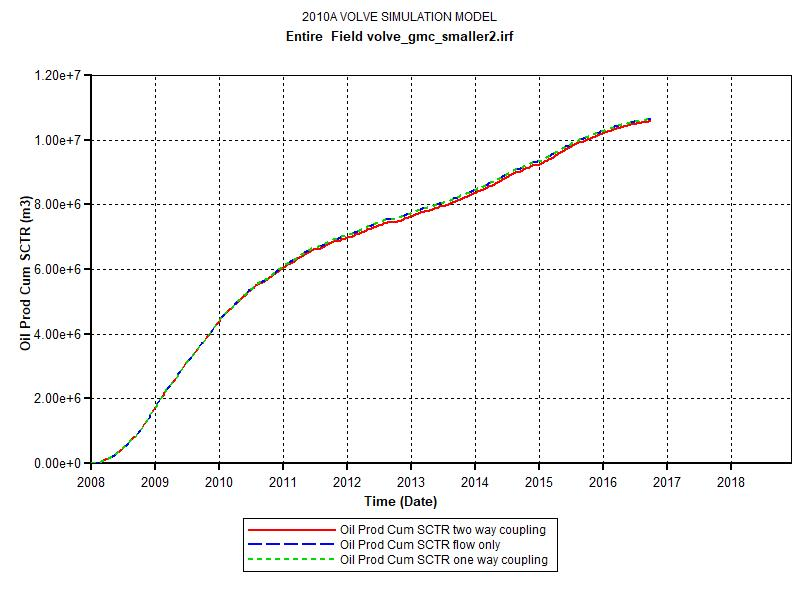 2010A VOLVE SIMULATION MODEL
Entire Field volve_gmc_smaller2.irf
1.20e+7
1.00e+7
8.00e+6
6.00e+6
4.00e+6
2.00e+6
0.00e+0
Oil Prod Cum SCTR (m3)
2008 2009 2010 2011 2012 2013 2014 2015 2016 2017 2018
Time (Date)
Oil Prod Cum SCTR two way coupling
Oil Prod Cum SCTR flow only
Oil Prod Cum SCTR one way coupling